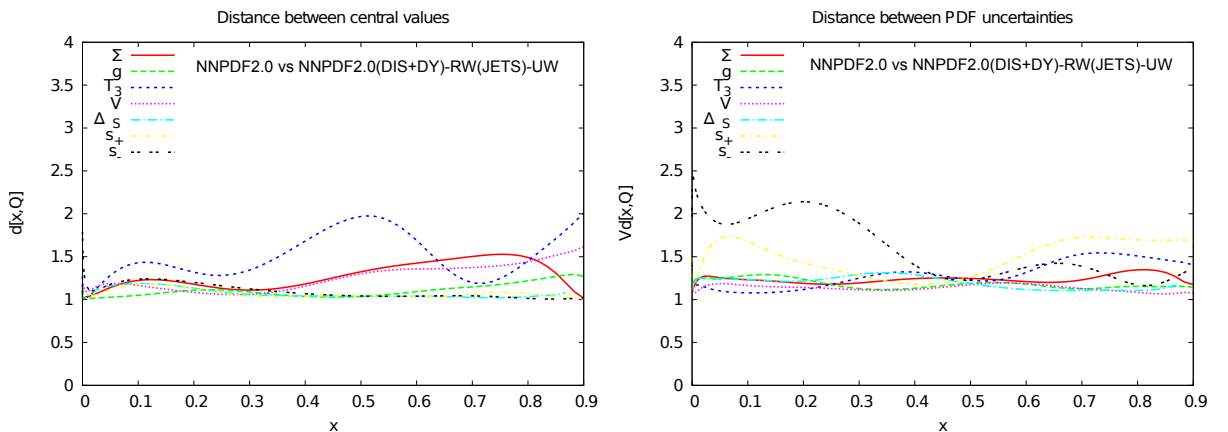 Distance between central values
NNPDF2.0 vs NNPDF2.0(DIS+DY)-RW(JETS)-UW
Σ
g
T3
V
ΔS
s+
s-
4
3.5
3
2.5
2
1.5
1
0.5
0
d[x,Q]
0 0.1 0.2 0.3 0.4 0.5 0.6 0.7 0.8 0.9
x
Distance between PDF uncertainties
NNPDF2.0 vs NNPDF2.0(DIS+DY)-RW(JETS)-UW
Σ
g
T3
V
ΔS
s+
s-
4
3.5
3
2.5
2
1.5
1
0.5
0
Vd[x,Q]
0 0.1 0.2 0.3 0.4 0.5 0.6 0.7 0.8 0.9
x